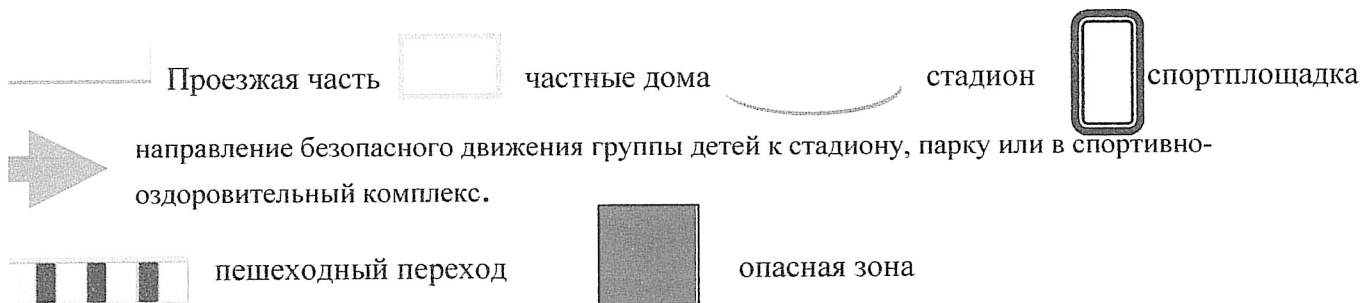 Проезжая часть частные дома стадион спортплощадка
направление безопасного движения группы детей к стадиону, парку или в спортивно-
оздоровительный комплекс.
пешеходный переход опасная зона